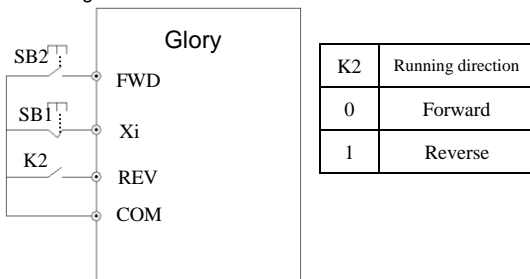 Glory
SB2
FWD
SB1
Xi
K2
REV
COM
K2 Running direction
0 Forward
1 Reverse